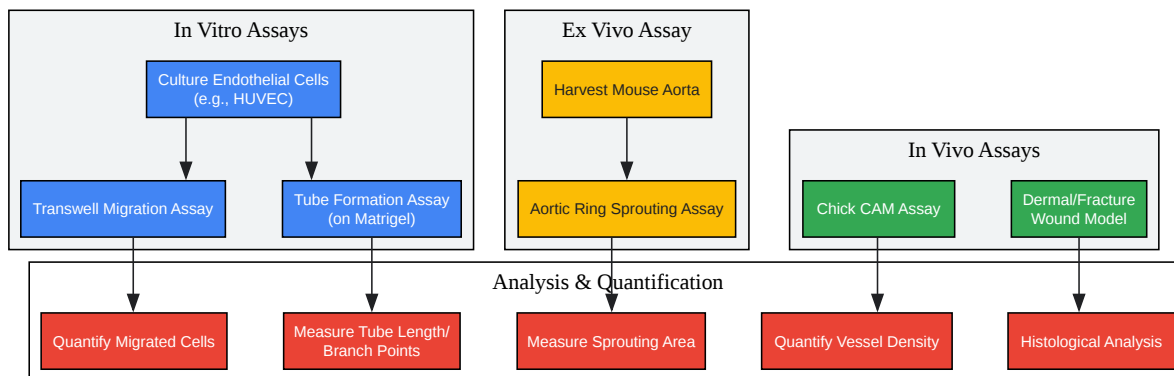 In Vitro Assays
Culture Endothelial Cells
(e.g., HUVEC)
Transwell Migration Assay
Tube Formation Assay
(on Matrigel)
Ex Vivo Assay
Harvest Mouse Aorta
Aortic Ring Sprouting Assay
In Vivo Assays
Chick CAM Assay
Dermal/Fracture
Wound Model
Analysis & Quantification
Quantify Migrated Cells
Measure Tube Length/
Branch Points
Measure Sprouting Area
Quantify Vessel Density
Histological Analysis